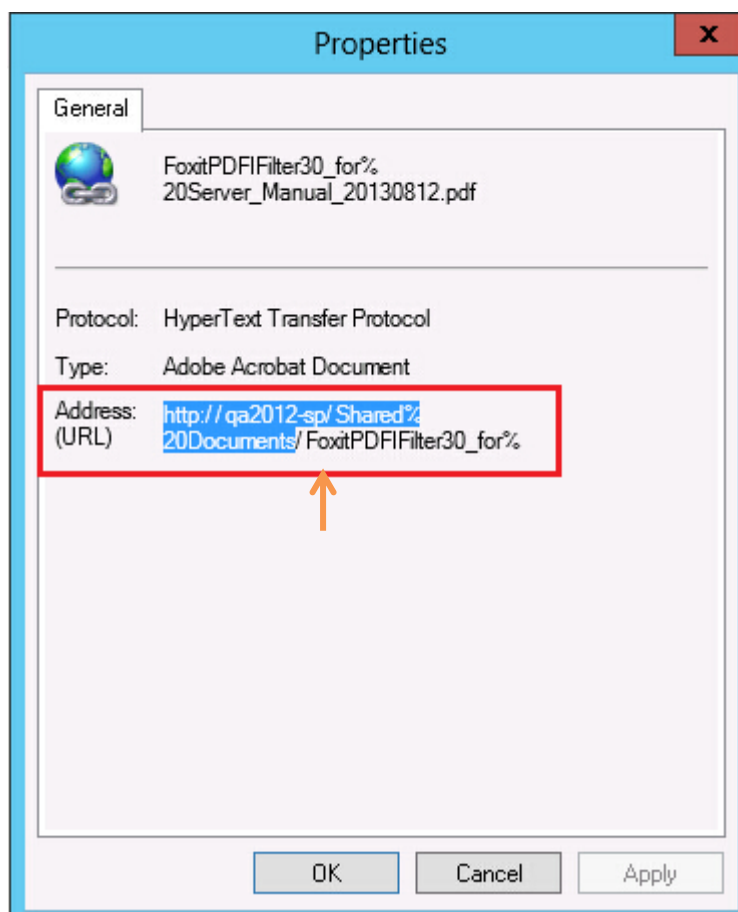 Properties
x
General
FoxitPDFIFilter30_for%
20Server_Manual_20130812.pdf
Protocol: HyperText Transfer Protocol
Type: Adobe Acrobat Document
Address: http://qa2012-sp/Shared%
(URL) 20Documents/FoxitPDFIFilter30_for%
OK Cancel Apply